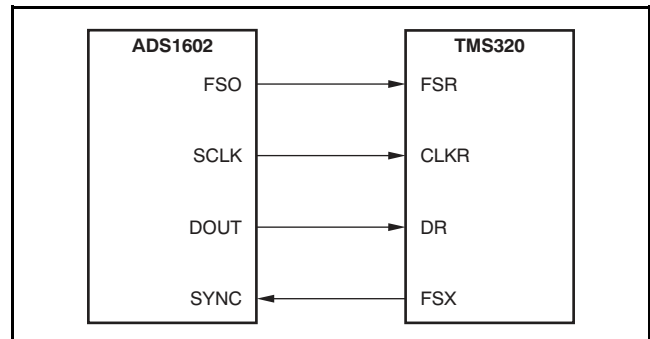 ADS1602 TMS320
FSO FSR
SCLK CLKR
DOUT DR
SYNC FSX